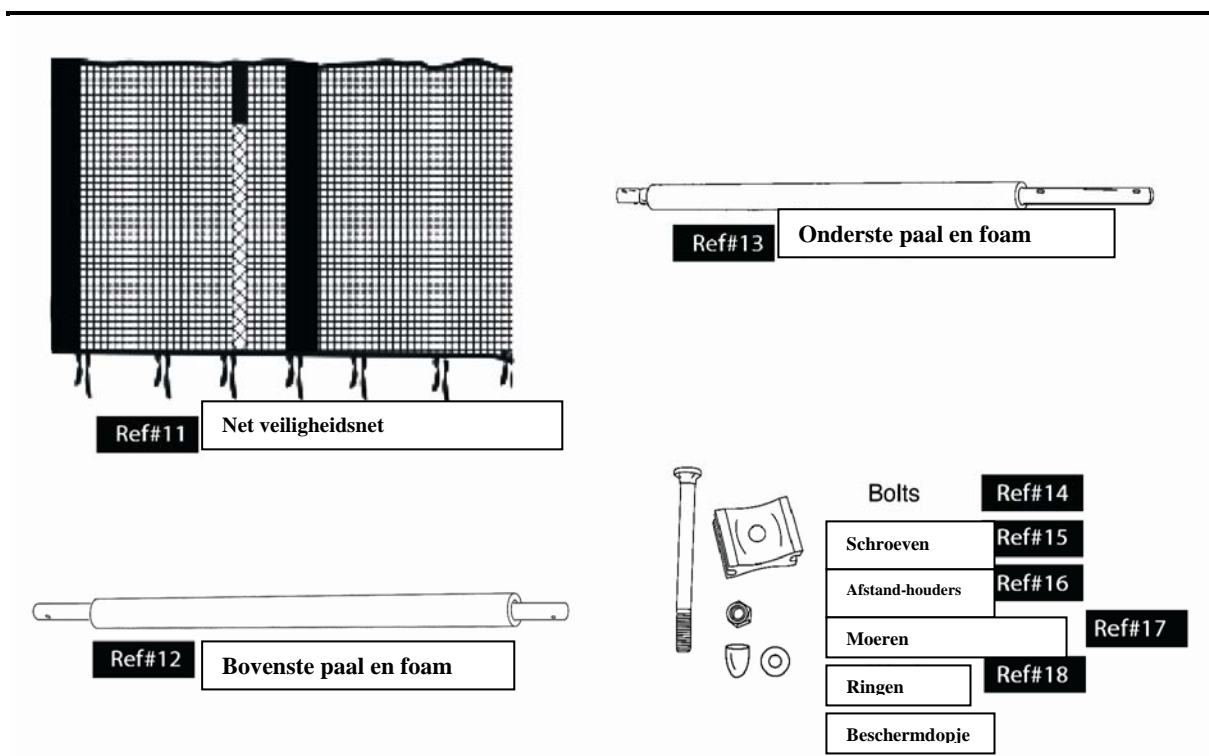 Ref#11 Net veiligheidsnet
Ref#12 Bovenste paal en foam
Ref#13 Onderste paal en foam
Bolts Ref#14
Schroeven Ref#15
Afstand-houders Ref#16
Moeren Ref#17
Ringen Ref#18
Beschermdopje